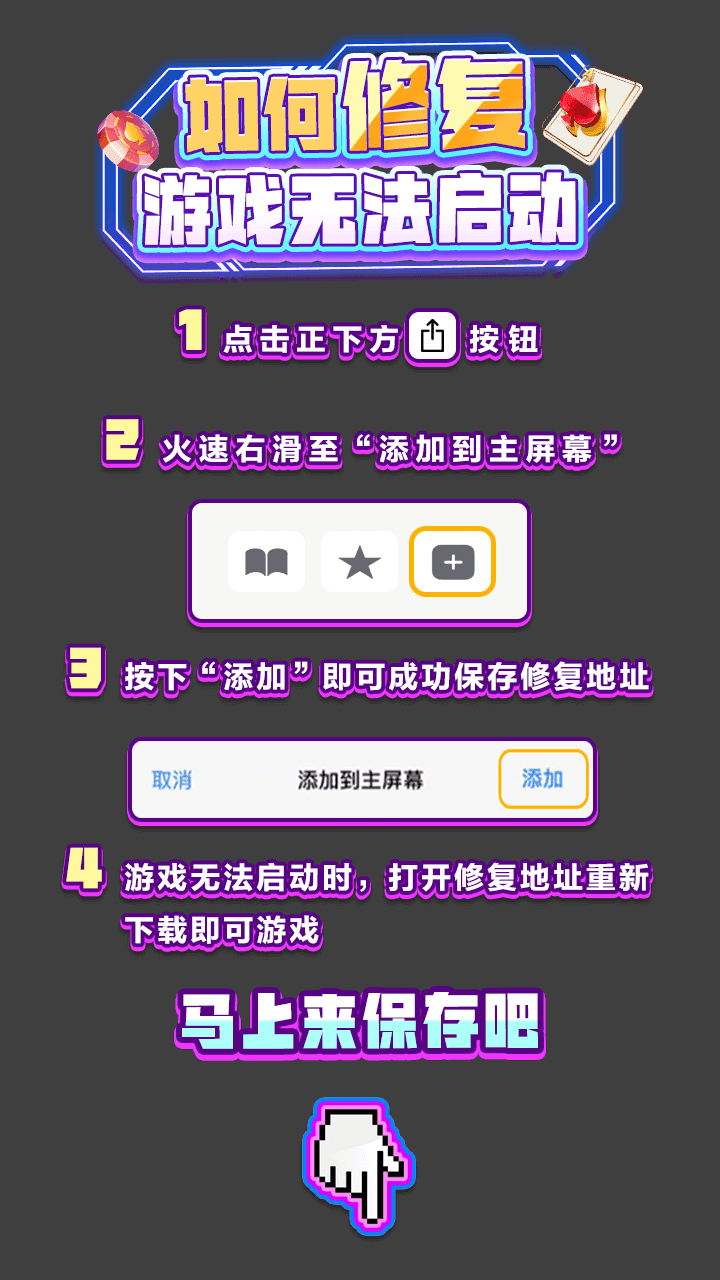 如何修复
游戏无法启动
1 点击正下方 按钮
2 火速右滑至“添加到主屏幕”
3 按下“添加”即可成功保存修复地址
取消 添加到主屏幕 添加
4 游戏无法启动时，打开修复地址重新
下载即可游戏
马上来保存吧